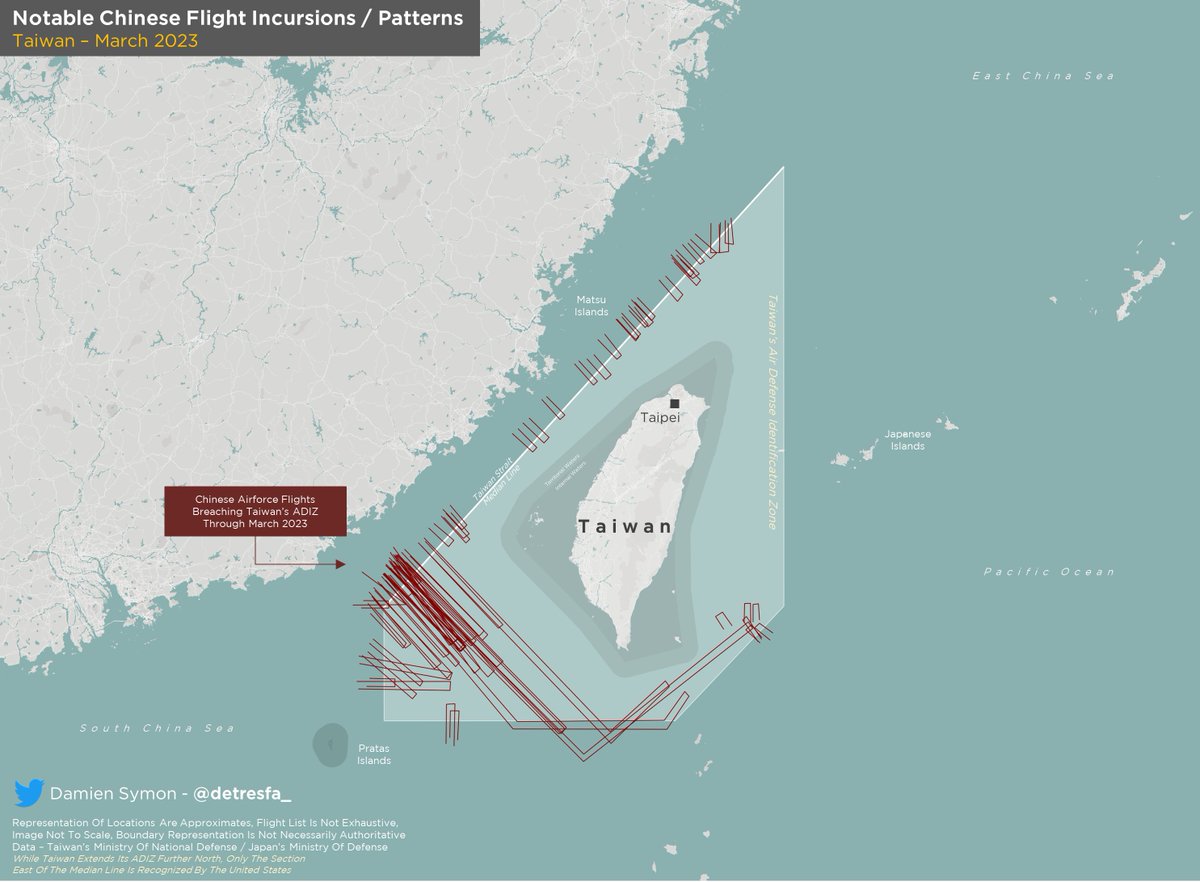 Notable Chinese Flight Incursions / Patterns
Taiwan – March 2023
East China Sea
Matsu
Islands
Taiwan's Air Defense Identification Zone
Taipei
Japenese
Islands
Taiwan Strait
Median Line
Territorial Waters
Internal Waters
Chinese Airforce Flights
Breaching Taiwan's ADIZ
Through March 2023
Taiwan
Pacific Ocean
South China Sea
Pratas
Islands
Damien Symon - @detresfa_
Representation Of Locations Are Approximates, Flight List Is Not Exhaustive,
Image Not To Scale, Boundary Representation Is Not Necessarily Authoritative
Data – Taiwan's Ministry Of National Defense / Japan's Ministry Of Defense
While Taiwan Extends Its ADIZ Further North, Only The Section
East Of The Median Line Is Recognized By The United States